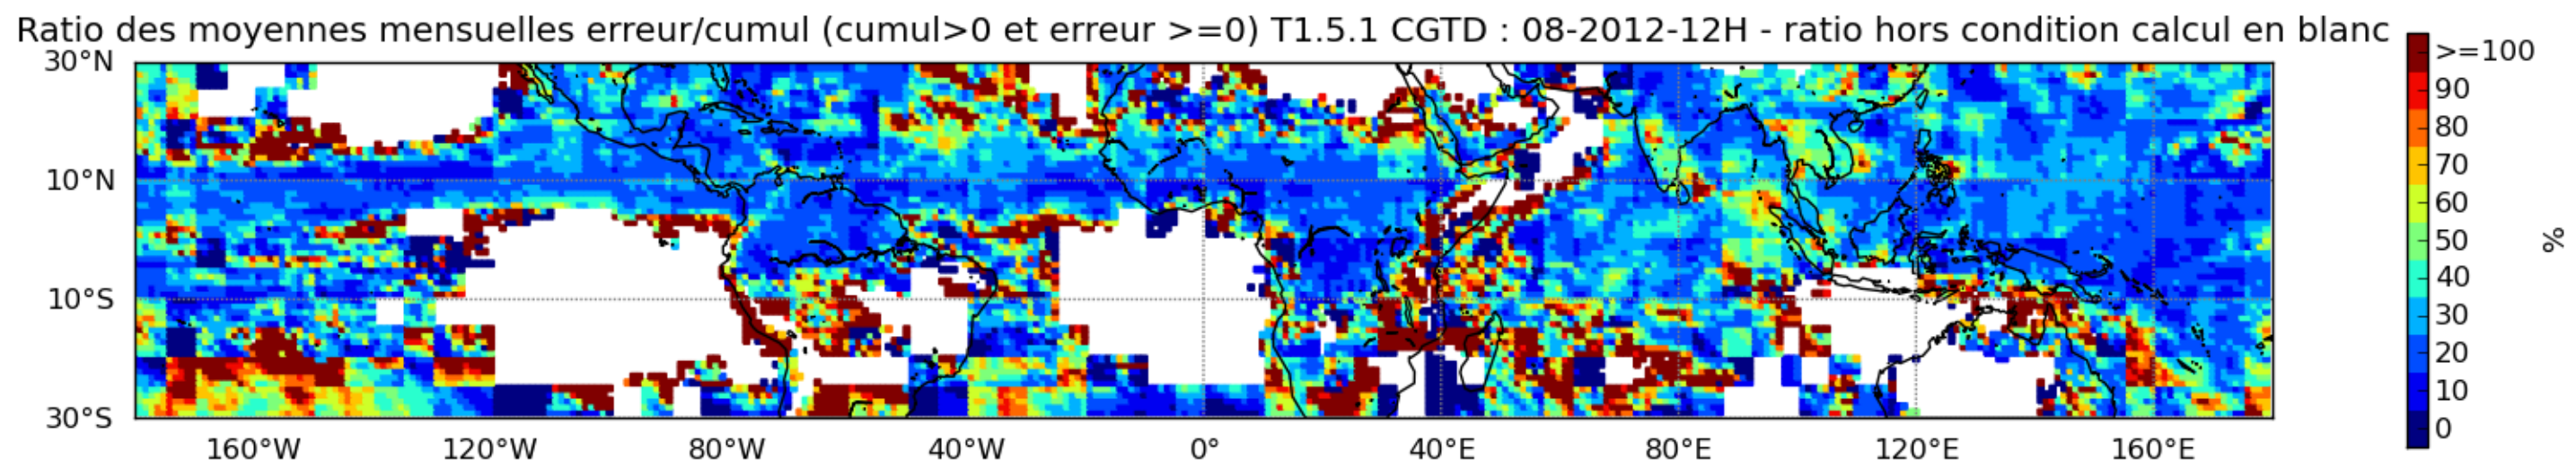 Ratio des moyennes mensuelles erreur/cumul (cumul>0 et erreur >=0) T1.5.1 CGTD : 08-2012-12H - ratio hors condition calcul en blanc
30°N
10°N
10°S
30°S
160°W 120°W 80°W 40°W 0° 40°E 80°E 120°E 160°E
>=100
90
80
70
60
50
40
30
20
10
0
%